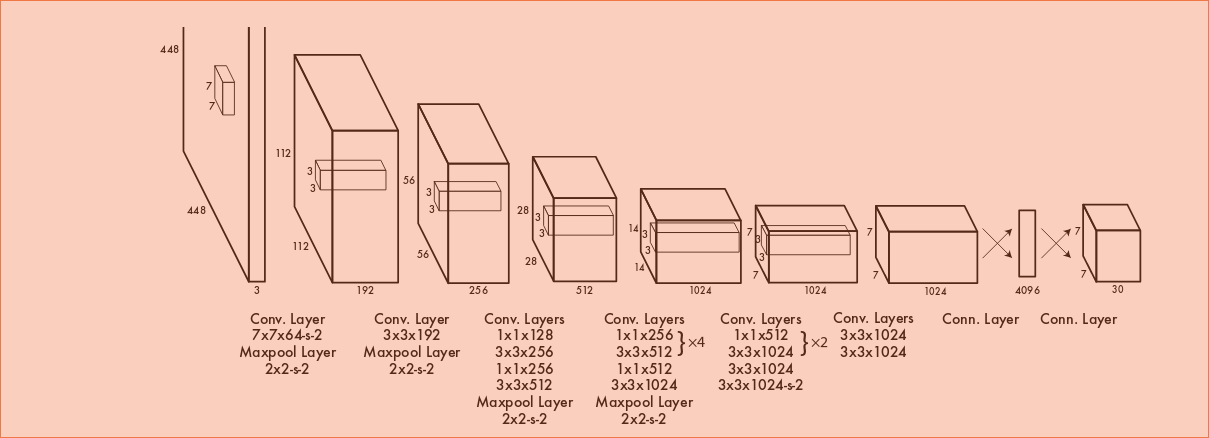 448
7
7
448
3
112
3
3
112
192
56
3
3
56
256
28
3
3
28
512
14
3
3
14
1024
7
3
3
7
1024
7
7
1024
4096
7
7
30
Conv. Layer
7x7x64-s-2
Maxpool Layer
2x2-s-2
Conv. Layer
3x3x192
Maxpool Layer
2x2-s-2
Conv. Layers
1x1x128
3x3x256
1x1x256
3x3x512
Maxpool Layer
2x2-s-2
Conv. Layers
1x1x256
3x3x512
}×4
1x1x512
3x3x1024
Maxpool Layer
2x2-s-2
Conv. Layers
1x1x512
3x3x1024
}×2
3x3x1024
3x3x1024-s-2
Conv. Layers
3x3x1024
3x3x1024
Conn. Layer
Conn. Layer